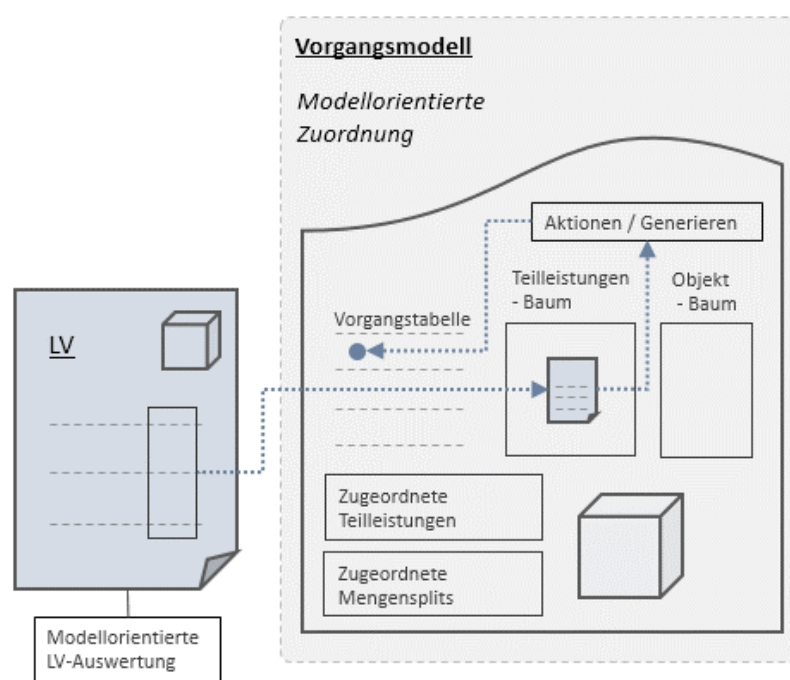 Vorgangsmodell
Modellorientierte
Zuordnung
Aktionen / Generieren
Teilleistungen
- Baum
Objekt
- Baum
Vorgangstabelle
LV
Zugeordnete
Teilleistungen
Zugeordnete
Mengensplits
Modellorientierte
LV-Auswertung